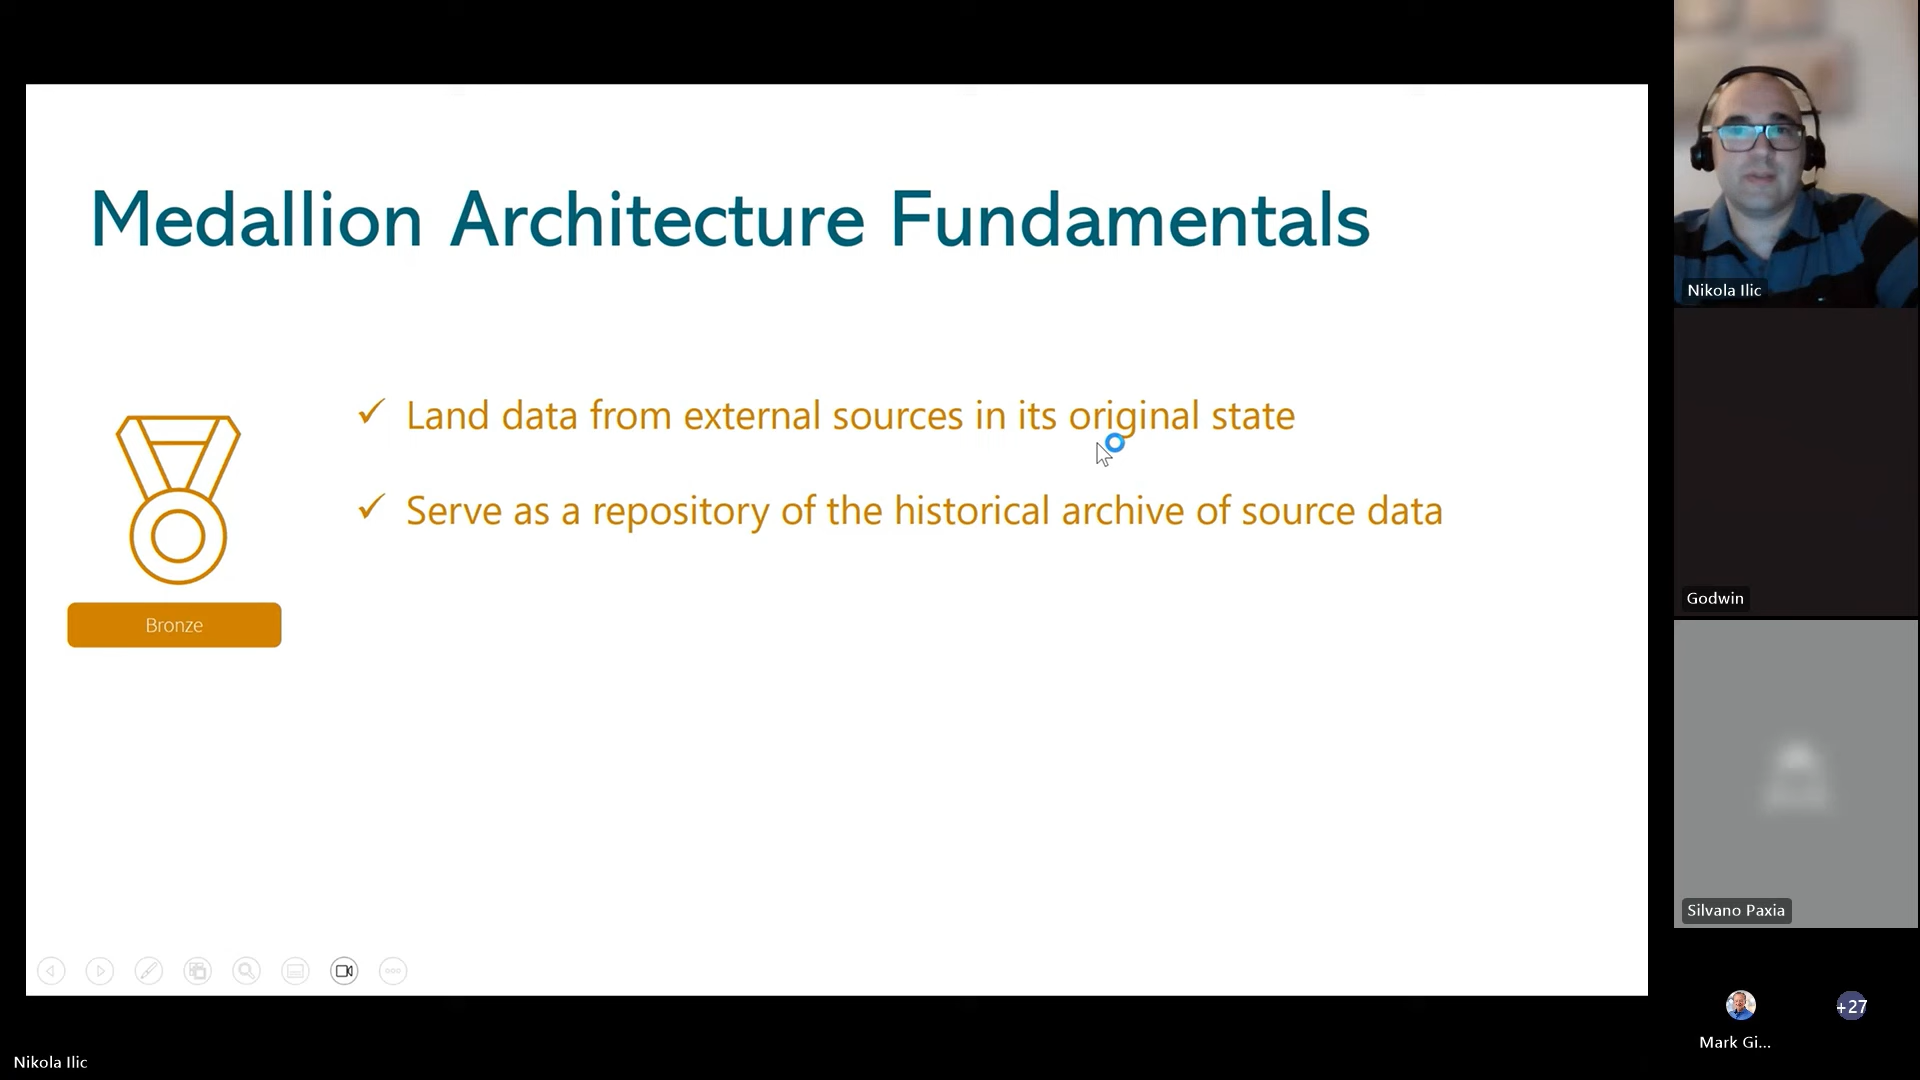 Medallion Architecture Fundamentals
✓ Land data from external sources in its original state
✓ Serve as a repository of the historical archive of source data
Bronze
Nikola Ilic
Godwin
Silvano Paxia
Mark Gi...
+27
Nikola Ilic